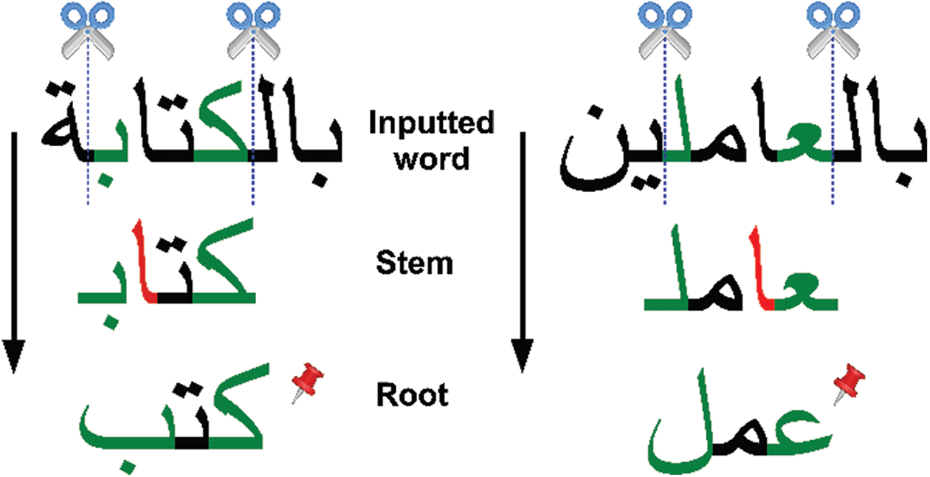 بالكتابة
Inputted
word
بالعاملين
كتاب
Stem
عامل
كتب
Root
عمل